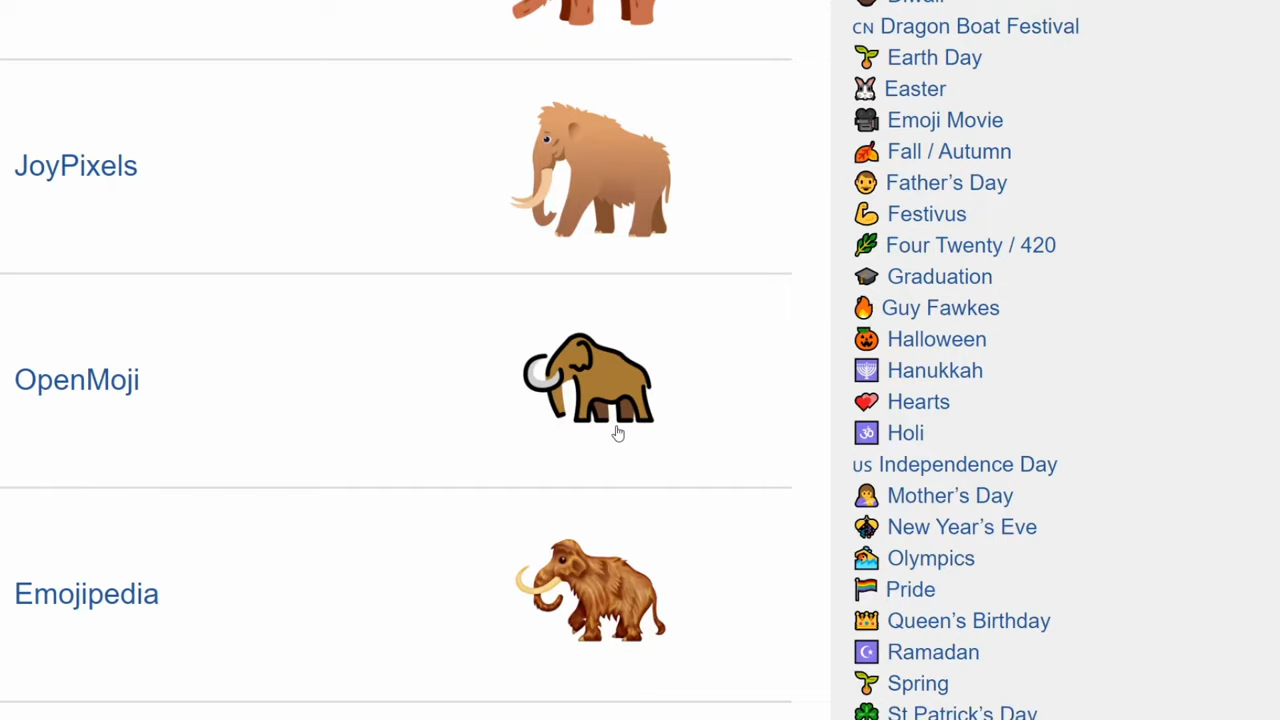 JoyPixels
OpenMoji
Emojipedia
Diwali
CN Dragon Boat Festival
Earth Day
Easter
Emoji Movie
Fall / Autumn
Father’s Day
Festivus
Four Twenty / 420
Graduation
Guy Fawkes
Halloween
Hanukkah
Hearts
Holi
US Independence Day
Mother’s Day
New Year’s Eve
Olympics
Pride
Queen’s Birthday
Ramadan
Spring
St Patrick’s Day